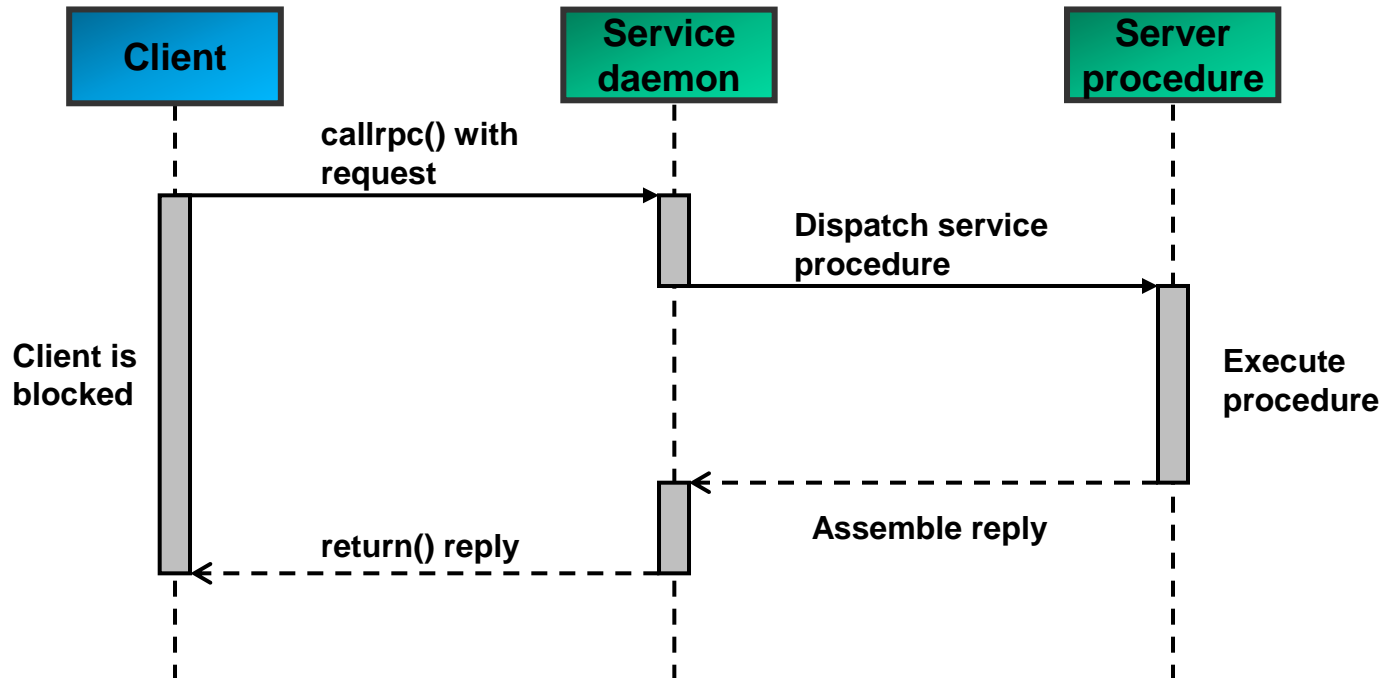 Client
Service
daemon
Server
procedure
callrpc() with
request
Dispatch service
procedure
Client is
blocked
Execute
procedure
Assemble reply
return() reply